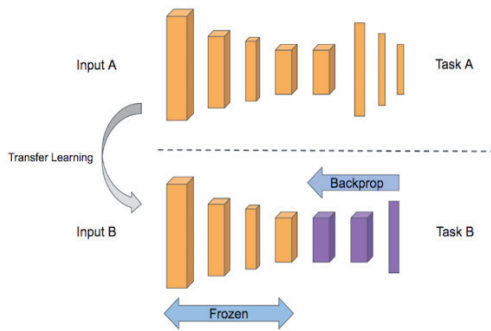 Input A
Task A
Transfer Learning
Backprop
Input B
Task B
Frozen